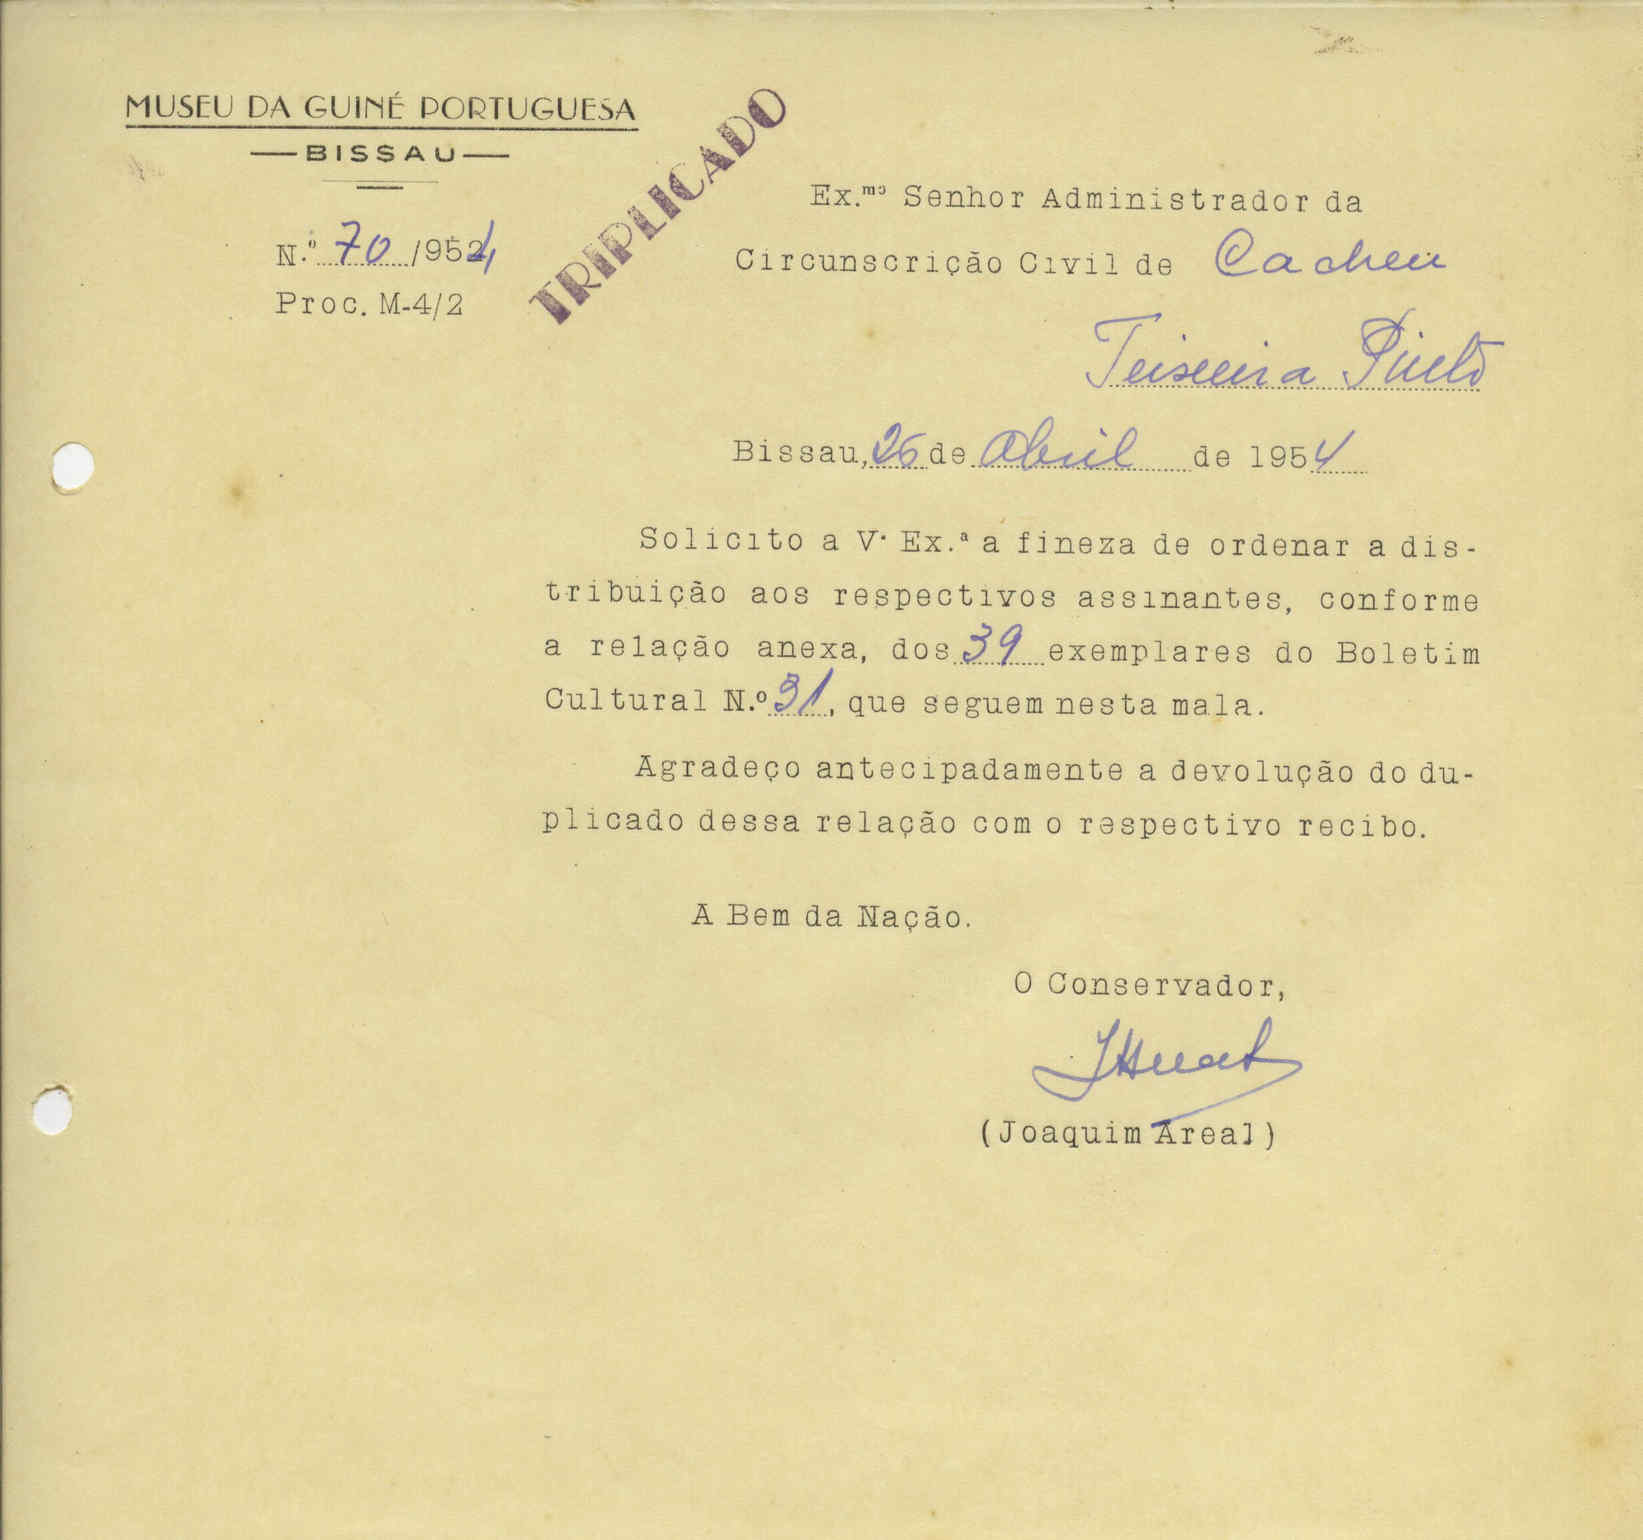 MUSEU DA GUINÉ PORTUGUESA
BISSAU
TRIPLICADO
N.º 70/954
Proc. M-4/2
Ex.mo Senhor Administrador da
Circunscrição Civil de Cacheu
Teixeira Pinto
Bissau, 26 de Abril de 1954
Solicito a V. Ex.ª a fineza de ordenar a dis-
tribuição aos respectivos assinantes, conforme
a relação anexa, dos 39 exemplares do Boletim
Cultural N.º 31, que seguem nesta mala.
Agradeço antecipadamente a devolução do du-
plicado dessa relação com o respectivo recibo.
A Bem da Nação.
O Conservador,
(Joaquim Areal)